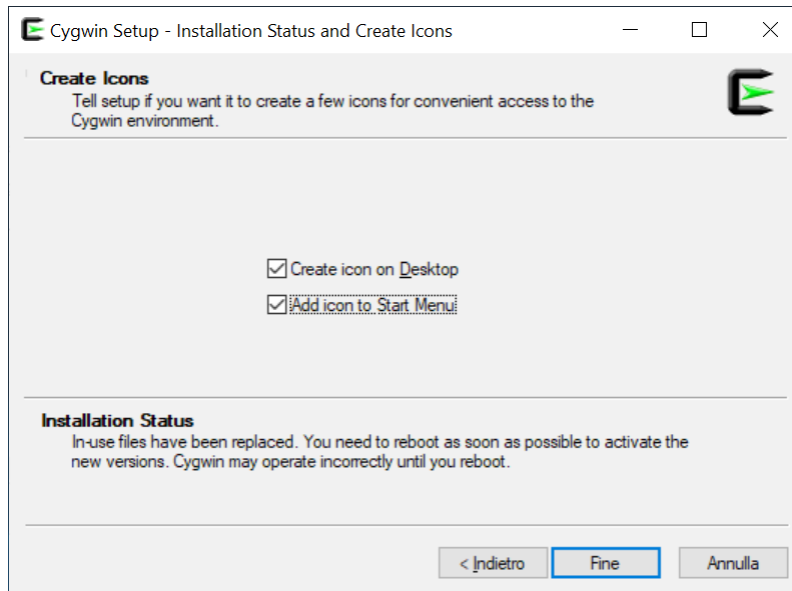 Cygwin Setup - Installation Status and Create Icons
Create Icons
Tell setup if you want it to create a few icons for convenient access to the
Cygwin environment.
Create icon on Desktop
Add icon to Start Menu
Installation Status
In-use files have been replaced. You need to reboot as soon as possible to activate the
new versions. Cygwin may operate incorrectly until you reboot.
< Indietro Fine Annulla